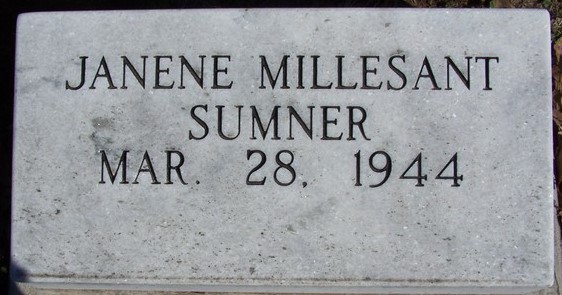 JANENE MILLESANT
SUMNER
MAR. 28, 1944